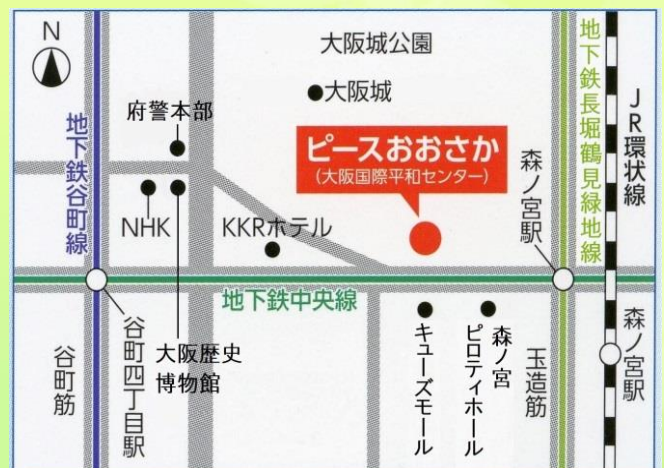 N
大阪城公園
大阪城
府警本部
地下鉄谷町線
ピースおおさか
(大阪国際平和センター)
森ノ宮駅
地下鉄長堀鶴見緑地線
JR環状線
NHK
KKRホテル
地下鉄中央線
谷町筋
谷町四丁目駅
大阪歴史
博物館
キューズモール
森ノ宮
ピロティホール
玉造筋
森ノ宮駅